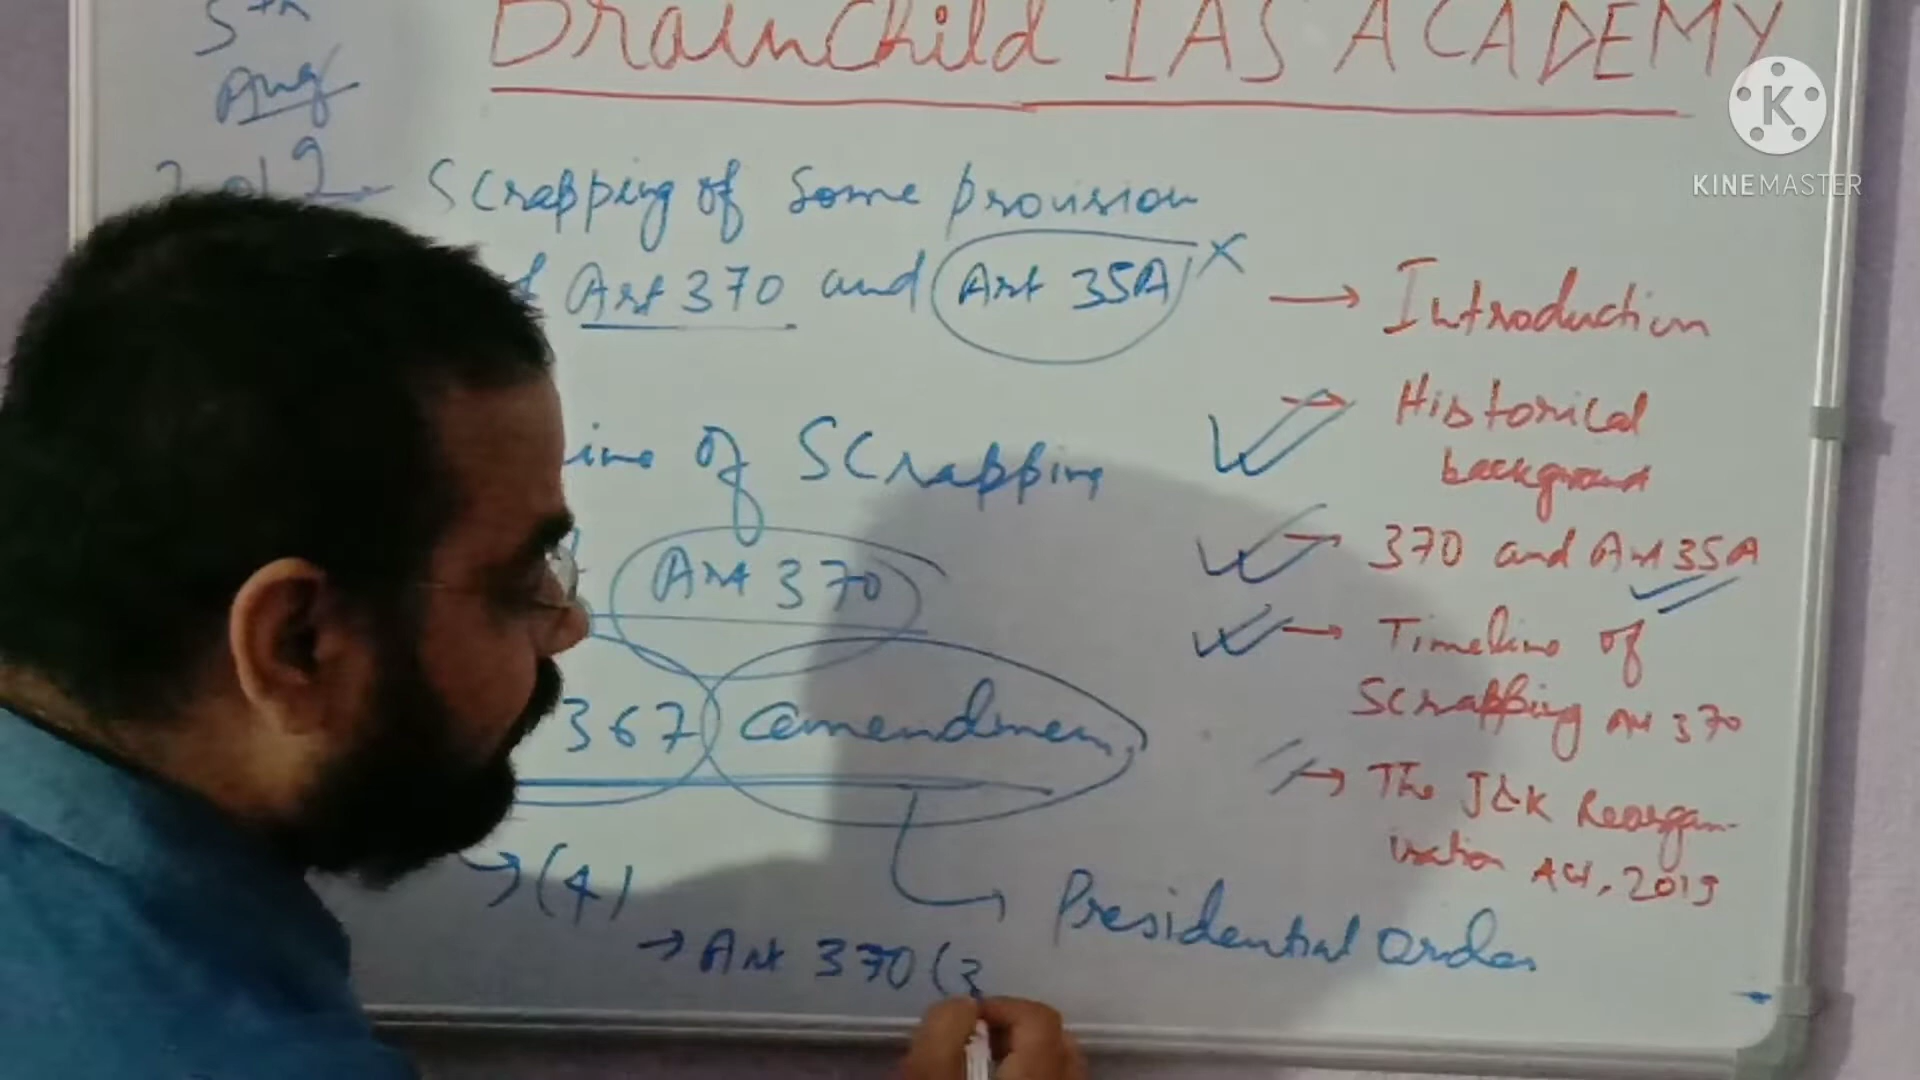 5th
Aug
2019
BrainChild IAS ACADEMY
KINEMASTER
Scrapping of Some provision
of Art 370 and Art 35A X
ime of SCrapping
Art 370
367 amendmen
→ (4)
→ Art 370 (3
Presidential order
→ Introduction
→ Historical
background
→ 370 and Art 35A
→ Timeline of
Scrapping Art 370
→ The J&K Reorgan-
isation Act, 2019